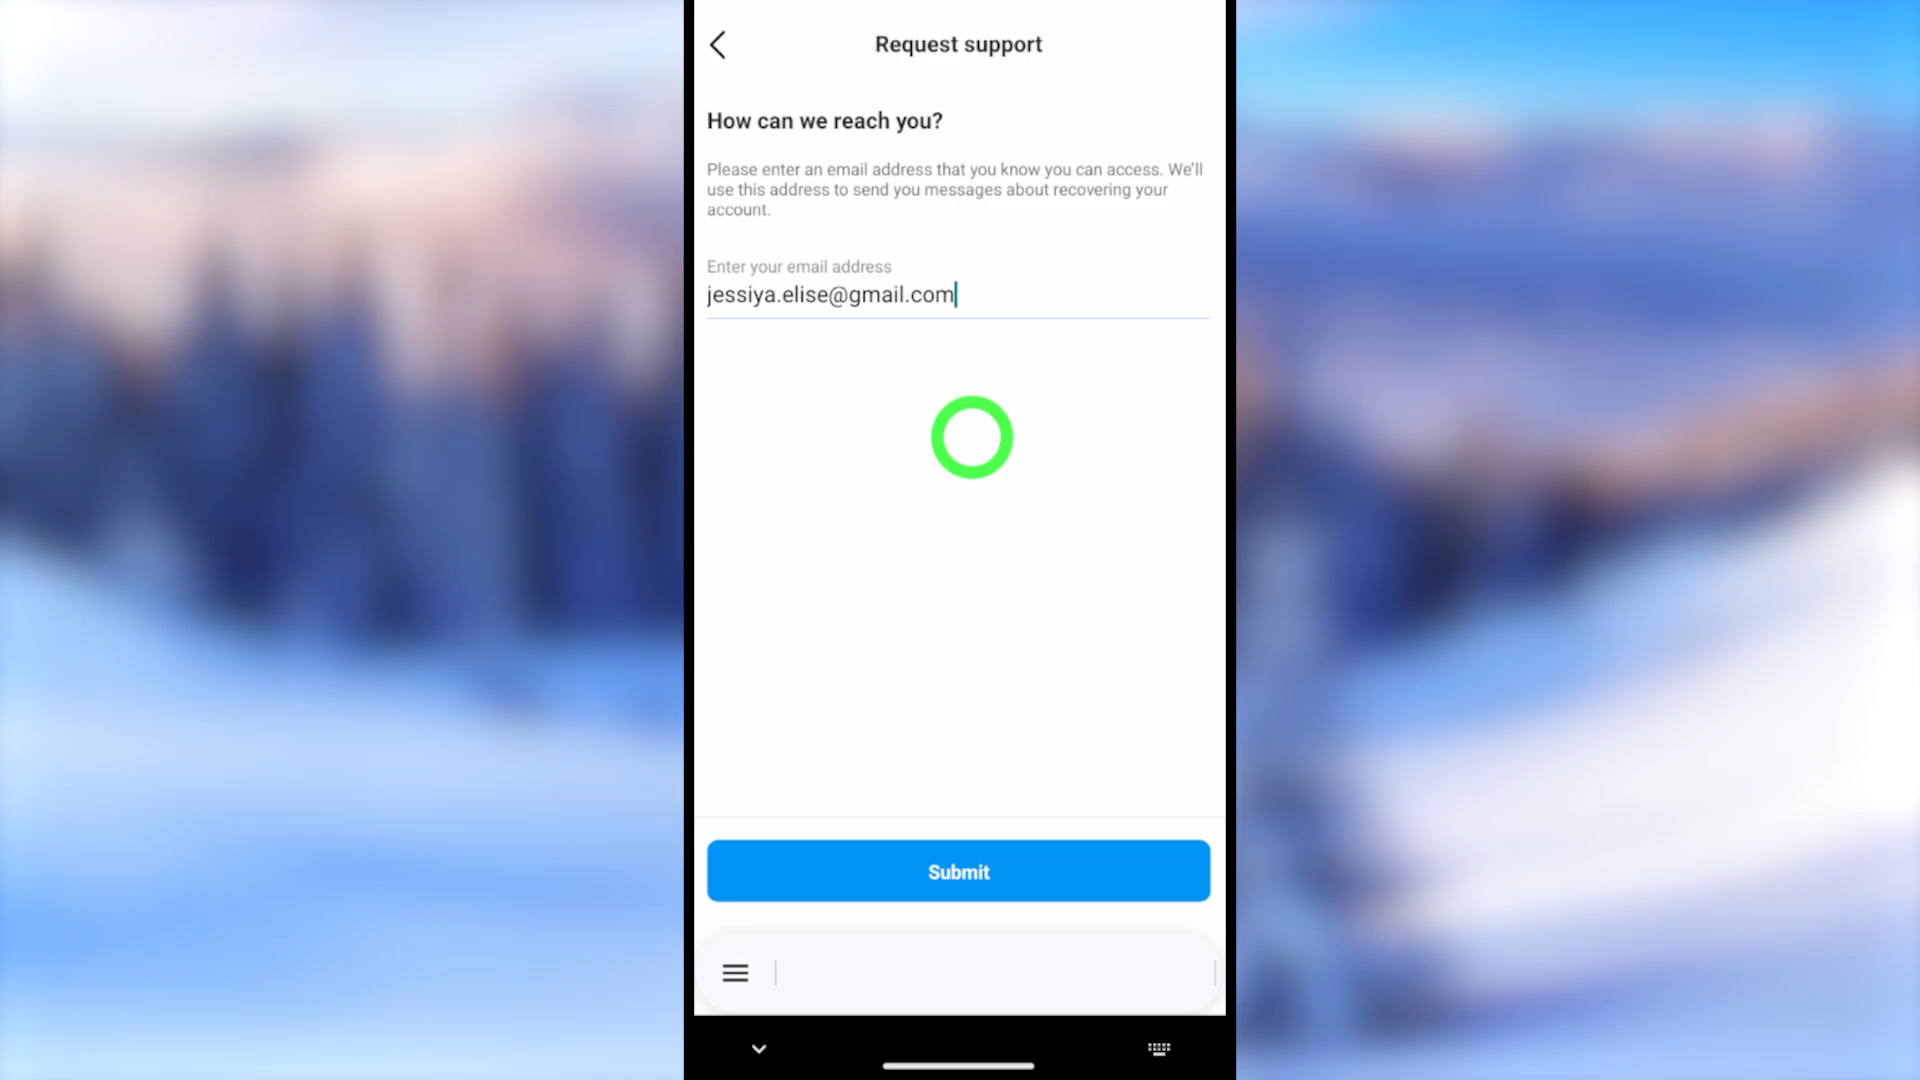 Request support
How can we reach you?
Please enter an email address that you know you can access. We'll
use this address to send you messages about recovering your
account.
Enter your email address
jessiya.elise@gmail.com
Submit